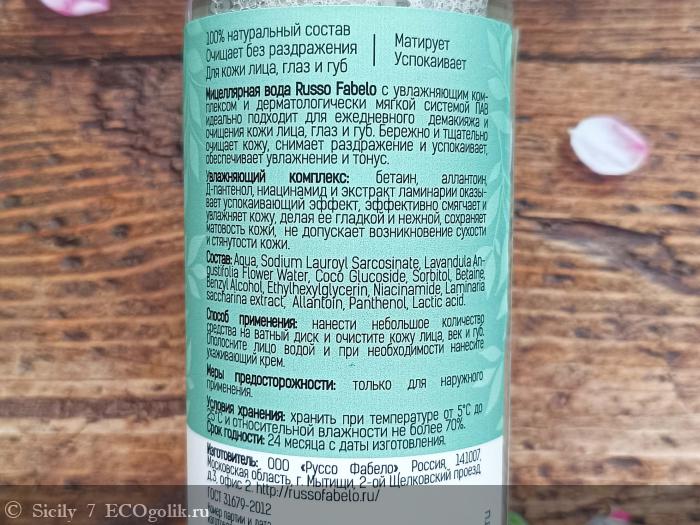 100% натуральный состав
Очищает без раздражения
Для кожи лица, глаз и губ
Матирует
Успокаивает
Мицеллярная вода Russo Fabelo с увлажняющим ком-
плексом и дерматологически мягкой системой ПАВ
идеально подходит для ежедневного демакияжа и
очищения кожи лица, глаз и губ. Бережно и тщательно
очищает кожу, снимает раздражение и успокаивает,
обеспечивает увлажнение и тонус.
Увлажняющий комплекс: бетаин, аллантоин,
Д-пантенол, ниацинамид и экстракт ламинарии оказы-
вает успокаивающий эффект, эффективно смягчает и
увлажняет кожу, делая ее гладкой и нежной, сохраняет
матовость кожи, не допускает возникновение сухости
и стянутости кожи.
Состав: Aqua, Sodium Lauroyl Sarcosinate, Lavandula An-
gustifolia Flower Water, Coco Glucoside, Sorbitol, Betaine,
Benzyl Alcohol, Ethylhexylglycerin, Niacinamide, Laminaria
saccharina extract, Allantoin, Panthenol, Lactic acid.
Способ применения: нанести небольшое количество
средства на ватный диск и очистите кожу лица, век и губ.
Ополосните лицо водой и при необходимости нанесите
ухаживающий крем.
Меры предосторожности: только для наружного
применения.
Условия хранения: хранить при температуре от 5°С до
25°С и относительной влажности не более 70%.
Срок годности: 24 месяца с даты изготовления.
Изготовитель: ООО «Руссо Фабело», Россия, 141007,
Московская область, г. Мытищи, 2-ой Щелковский проезд
д.3, офис 2. http://russofabelo.ru/
ГОСТ 31679-2012
номер партии и дата
© Sicily 7 ECOgolik.ru